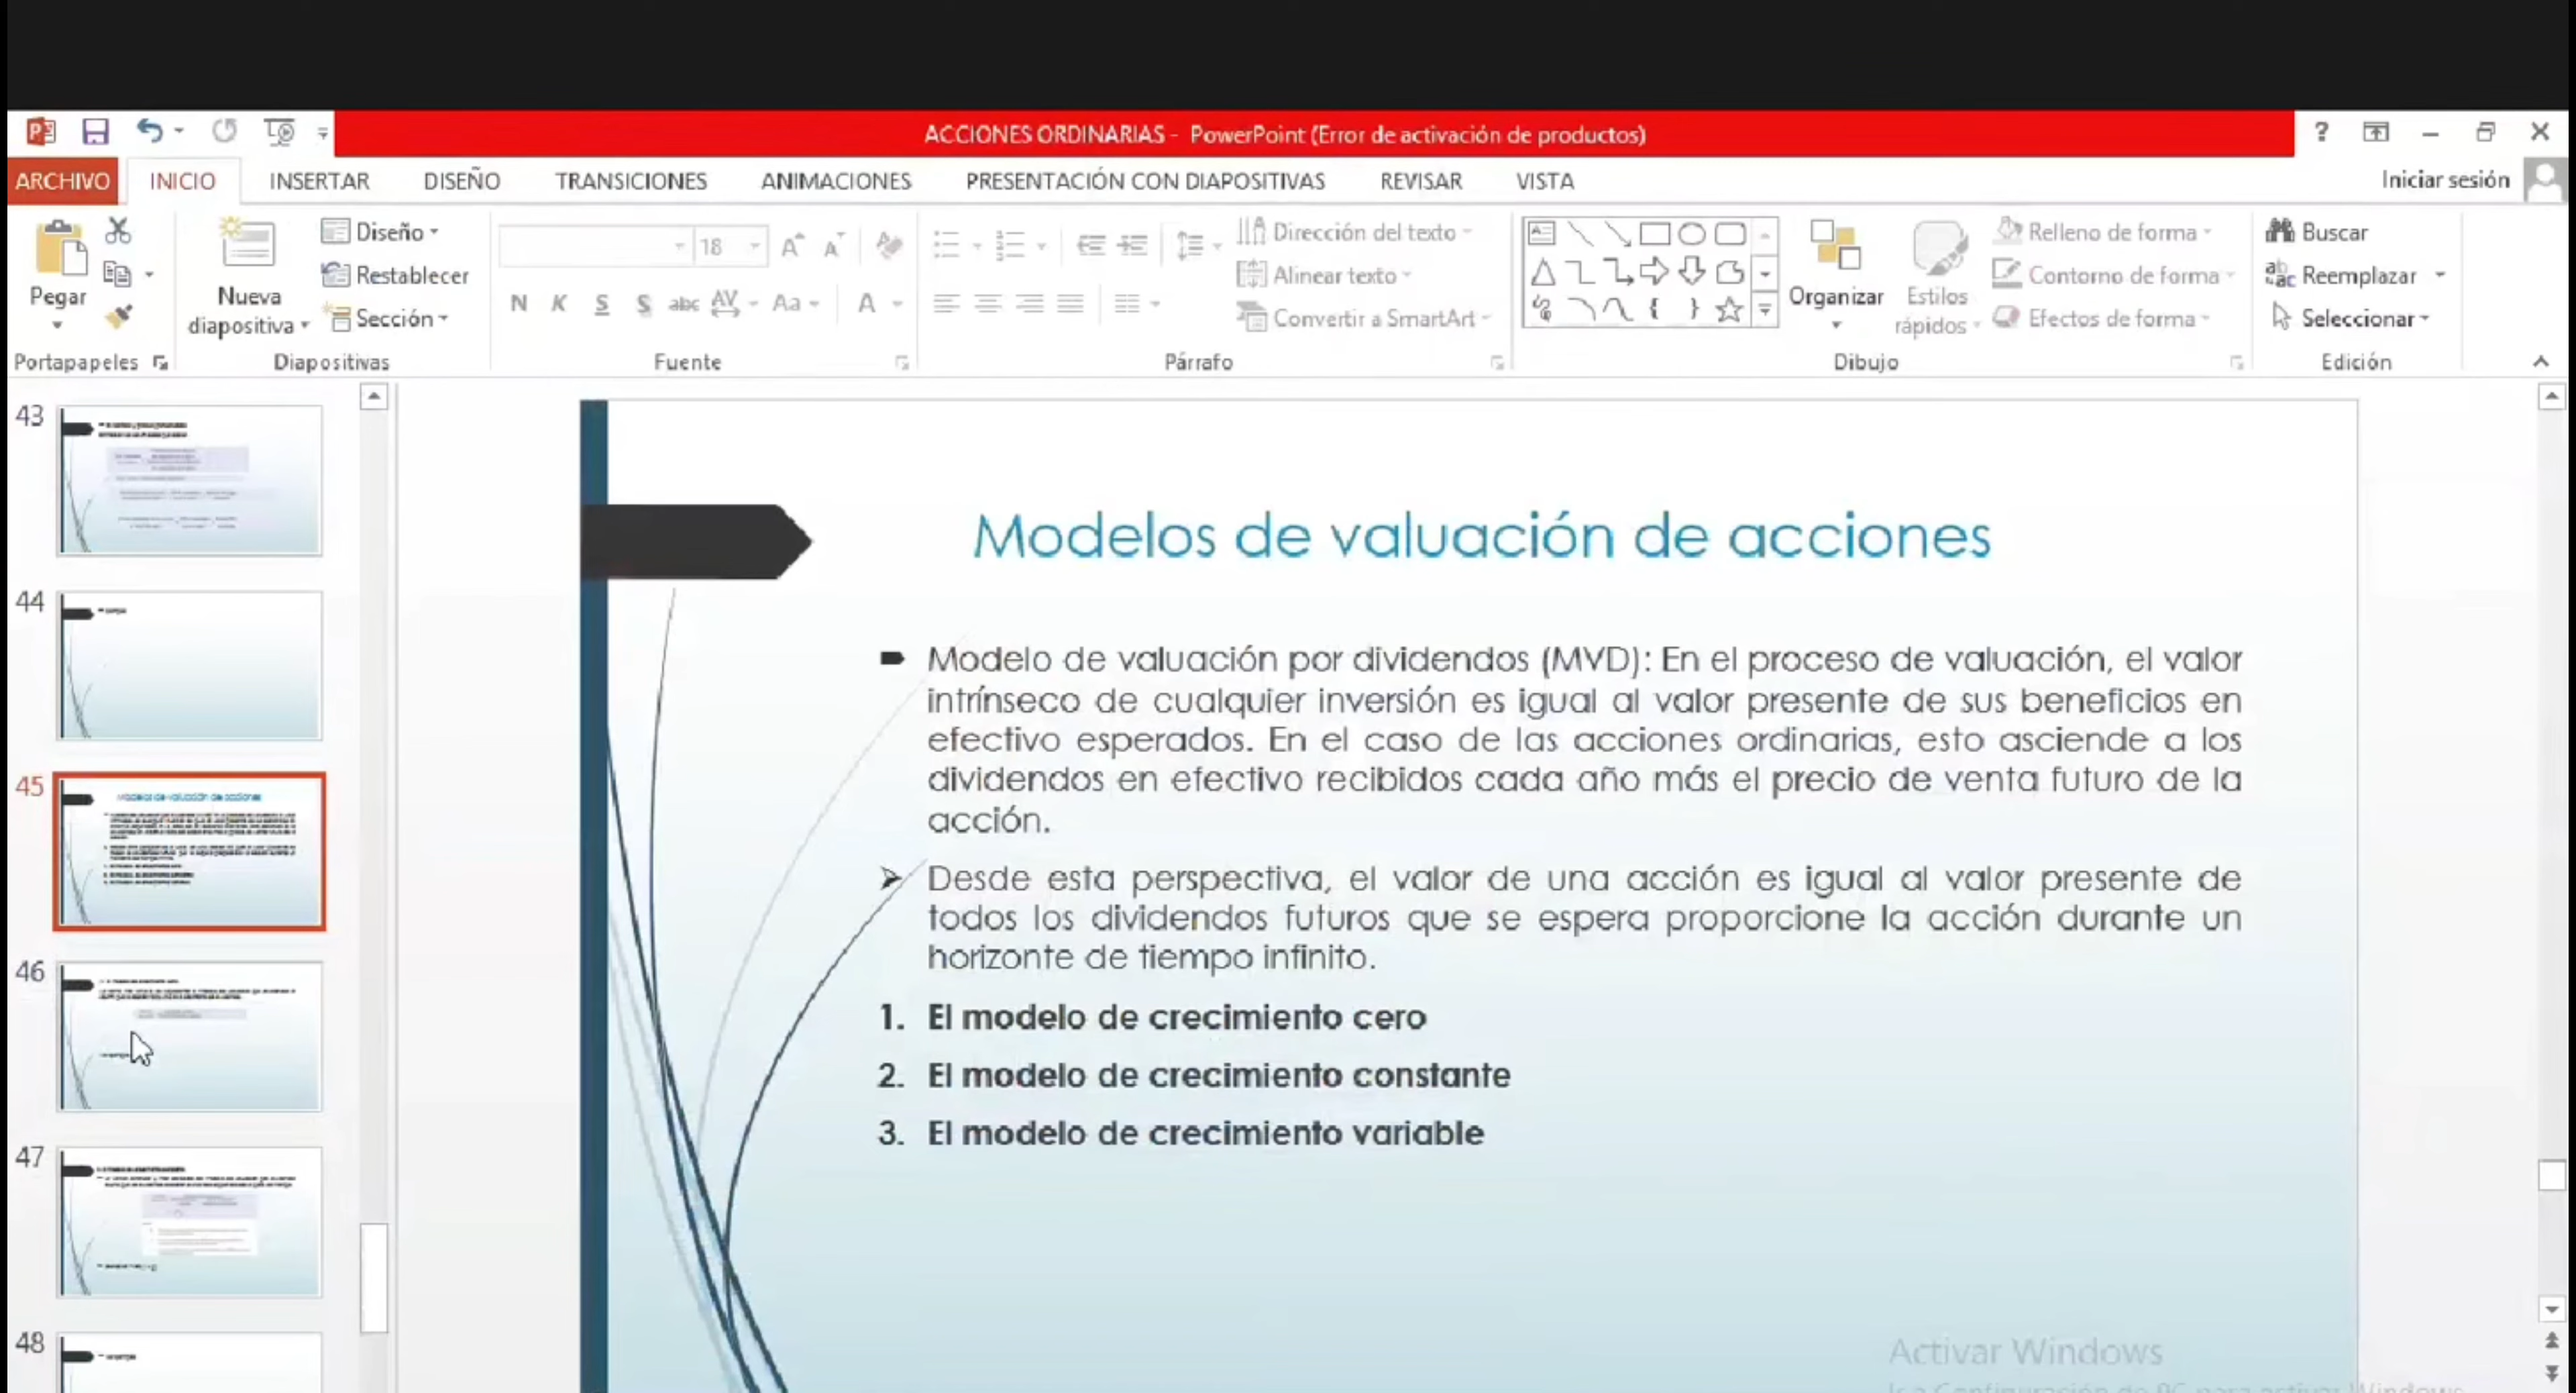 ACCIONES ORDINARIAS - PowerPoint (Error de activación de productos)
ARCHIVO INICIO INSERTAR DISEÑO TRANSICIONES ANIMACIONES PRESENTACIÓN CON DIAPOSITIVAS REVISAR VISTA Iniciar sesión
Pegar
Nueva diapositiva
Diseño
Restablecer
Sección
18
N K S S abc AV Aa A
Dirección del texto
Alinear texto
Convertir a SmartArt
Organizar
Estilos rápidos
Relleno de forma
Contorno de forma
Efectos de forma
Buscar
Reemplazar
Seleccionar
Portapapeles Diapositivas Fuente Párrafo Dibujo Edición
43
44
45
46
47
48
Modelos de valuación de acciones
Modelo de valuación por dividendos (MVD): En el proceso de valuación, el valor
intrínseco de cualquier inversión es igual al valor presente de sus beneficios en
efectivo esperados. En el caso de las acciones ordinarias, esto asciende a los
dividendos en efectivo recibidos cada año más el precio de venta futuro de la
acción.
Desde esta perspectiva, el valor de una acción es igual al valor presente de
todos los dividendos futuros que se espera proporcione la acción durante un
horizonte de tiempo infinito.
1. El modelo de crecimiento cero
2. El modelo de crecimiento constante
3. El modelo de crecimiento variable
Activar Windows